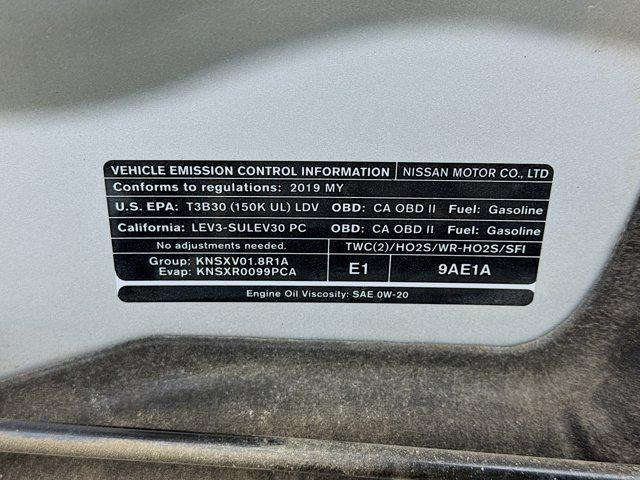 VEHICLE EMISSION CONTROL INFORMATION NISSAN MOTOR CO., LTD
Conforms to regulations: 2019 MY
U.S. EPA: T3B30 (150K UL) LDV OBD: CA OBD II Fuel: Gasoline
California: LEV3-SULEV30 PC OBD: CA OBD II Fuel: Gasoline
No adjustments needed. TWC(2)/HO2S/WR-HO2S/SFI
Group: KNSXV01.8R1A
Evap: KNSXR0099PCA
E1 9AE1A
Engine Oil Viscosity: SAE 0W-20